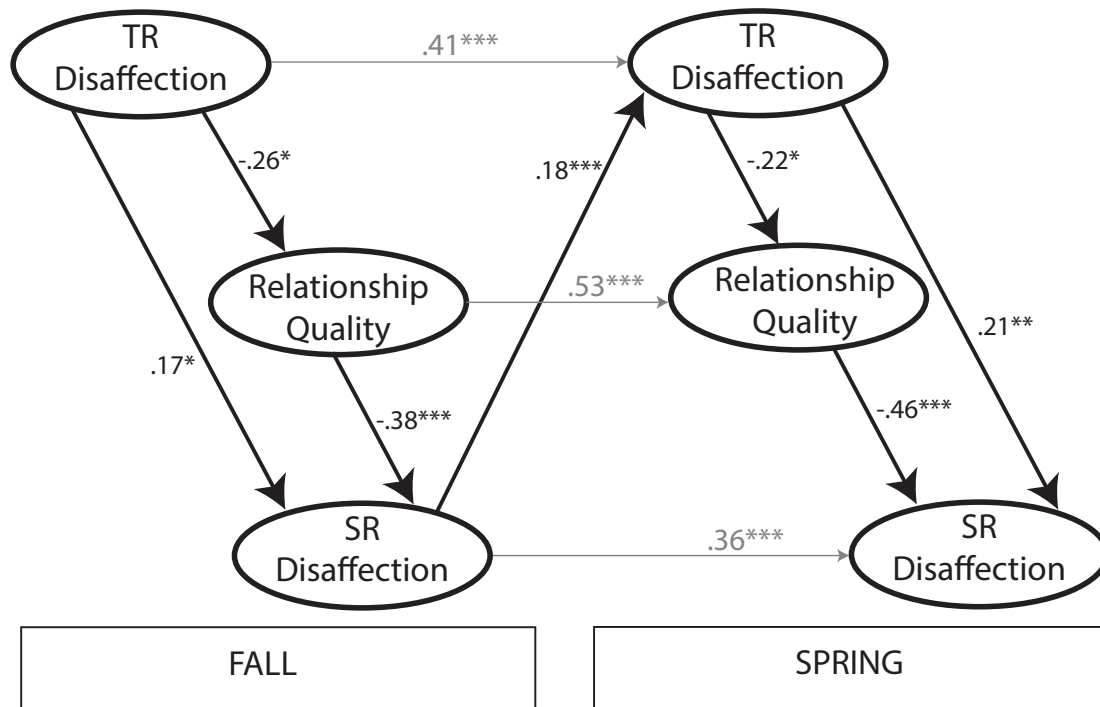 TR
Disaffection
.41***
TR
Disaffection
-.26*
.18***
-.22*
Relationship
Quality
.53***
Relationship
Quality
.17*
-.38***
-.46***
.21**
SR
Disaffection
.36***
SR
Disaffection
FALL
SPRING